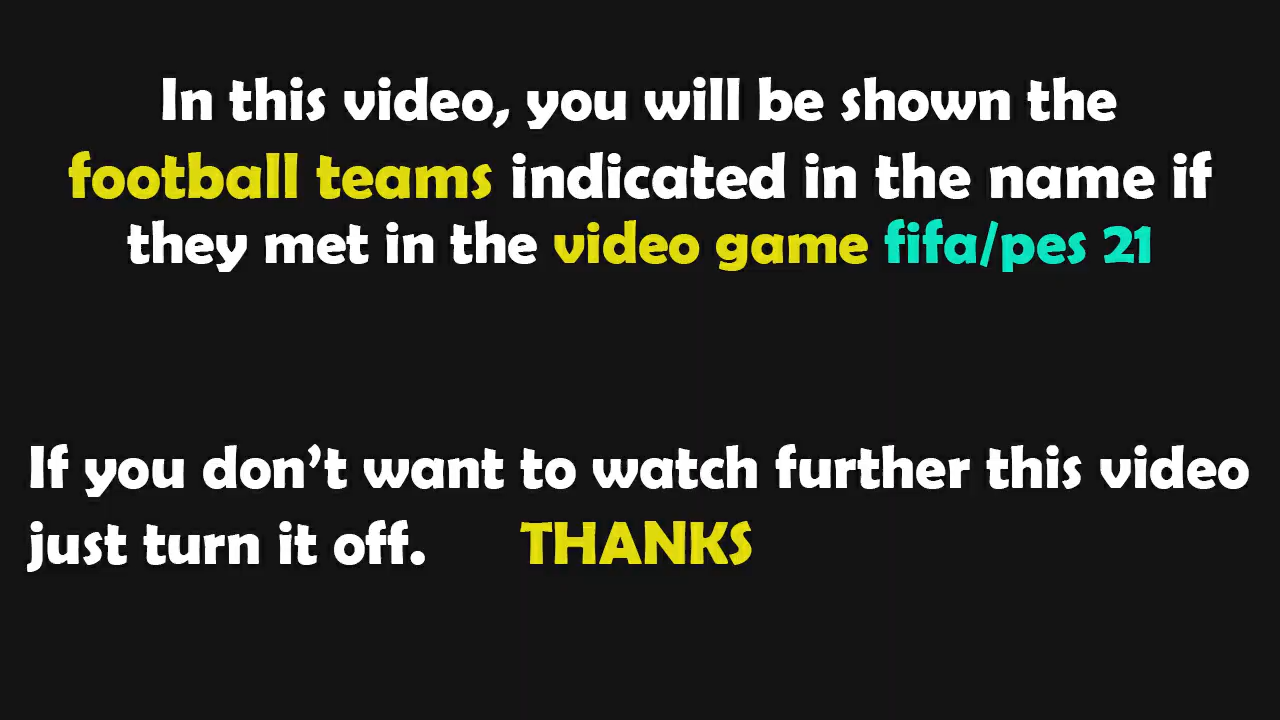 In this video, you will be shown the
football teams indicated in the name if
they met in the video game fifa/pes 21
If you don't want to watch further this video
just turn it off. THANKS